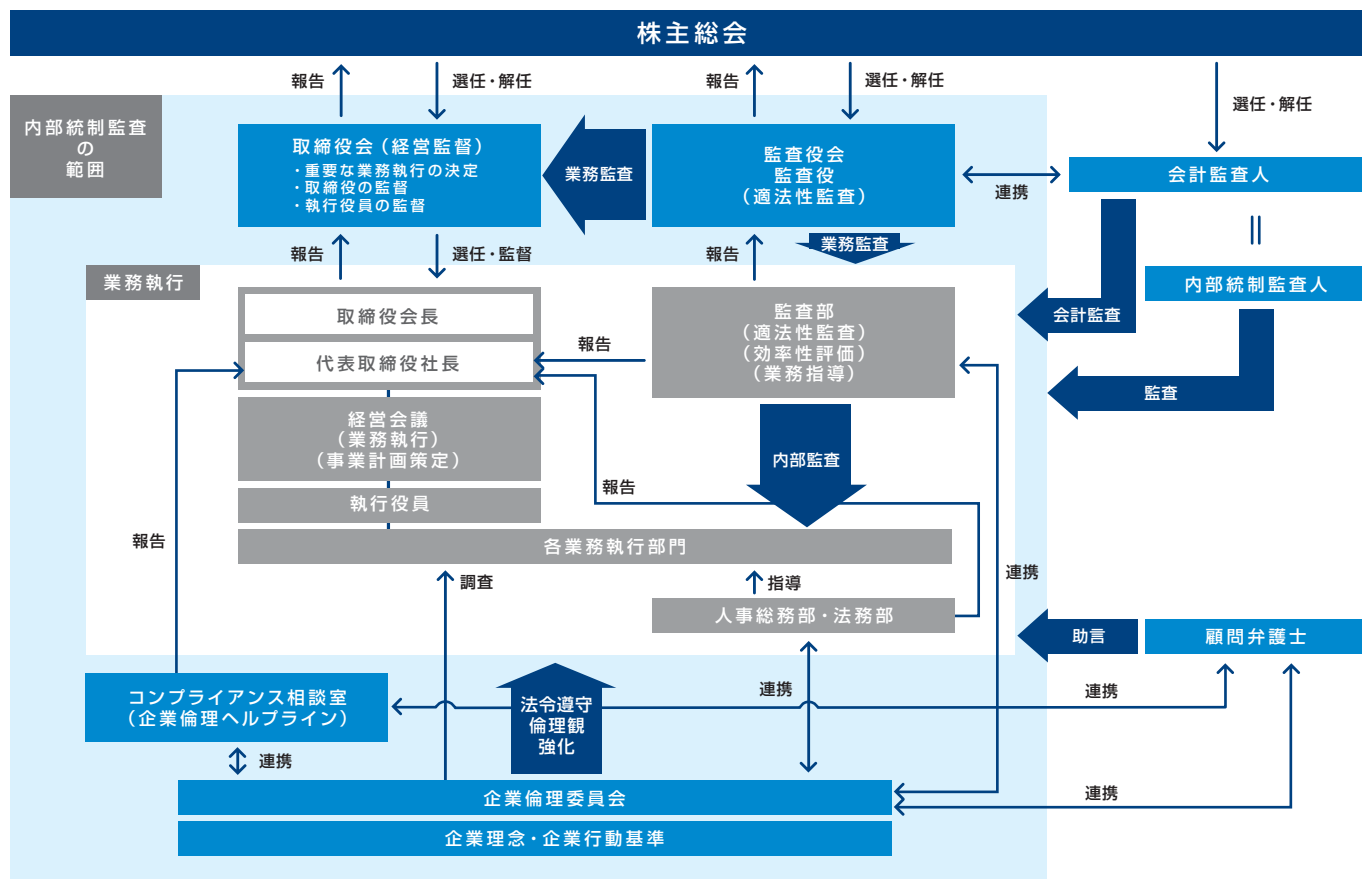 株主総会
報告
選任・解任
報告
選任・解任
選任・解任
内部統制監査
の
範囲
取締役会（経営監督）
・重要な業務執行の決定
・取締役の監督
・執行役員の監督
業務監査
監査役会
監査役
（適法性監査）
連携
会計監査人
報告
選任・監督
報告
業務監査
業務執行
内部統制監査人
取締役会長
代表取締役社長
報告
監査部
（適法性監査）
（効率性評価）
（業務指導）
会計監査
監査
経営会議
（業務執行）
（事業計画策定）
内部監査
執行役員
報告
報告
各業務執行部門
調査
指導
連携
人事総務部・法務部
助言
顧問弁護士
コンプライアンス相談室
（企業倫理ヘルプライン）
法令遵守
倫理観
強化
連携
連携
連携
企業倫理委員会
連携
企業理念・企業行動基準